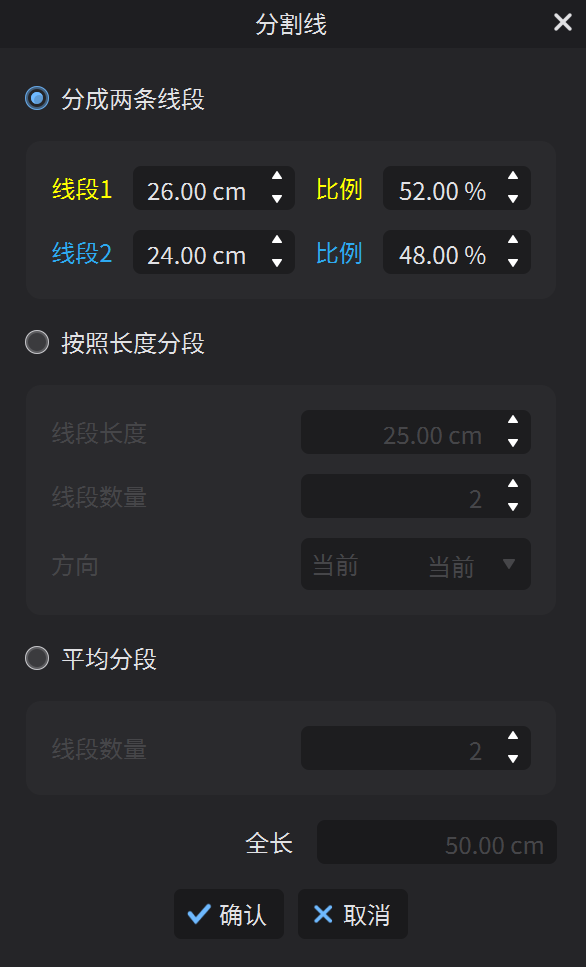 分割线
分成两条线段
线段1 26.00 cm 比例 52.00 %
线段2 24.00 cm 比例 48.00 %
按照长度分段
线段长度 25.00 cm
线段数量 2
方向 当前 当前
平均分段
线段数量 2
全长 50.00 cm
确认 取消